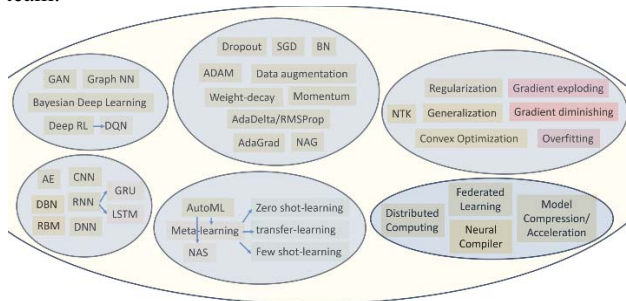 team.
GAN Graph NN
Bayesian Deep Learning
Deep RL DQN
Dropout SGD BN
ADAM Data augmentation
Weight-decay Momentum
AdaDelta/RMSProp
AdaGrad NAG
Regularization Gradient exploding
NTK Generalization Gradient diminishing
Convex Optimization Overfitting
AE CNN
DBN RNN GRU
RBM DNN LSTM
AutoML Zero shot-learning
Meta-learning transfer-learning
NAS Few shot-learning
Distributed
Computing
Federated
Learning
Neural
Compiler
Model
Compression/
Acceleration